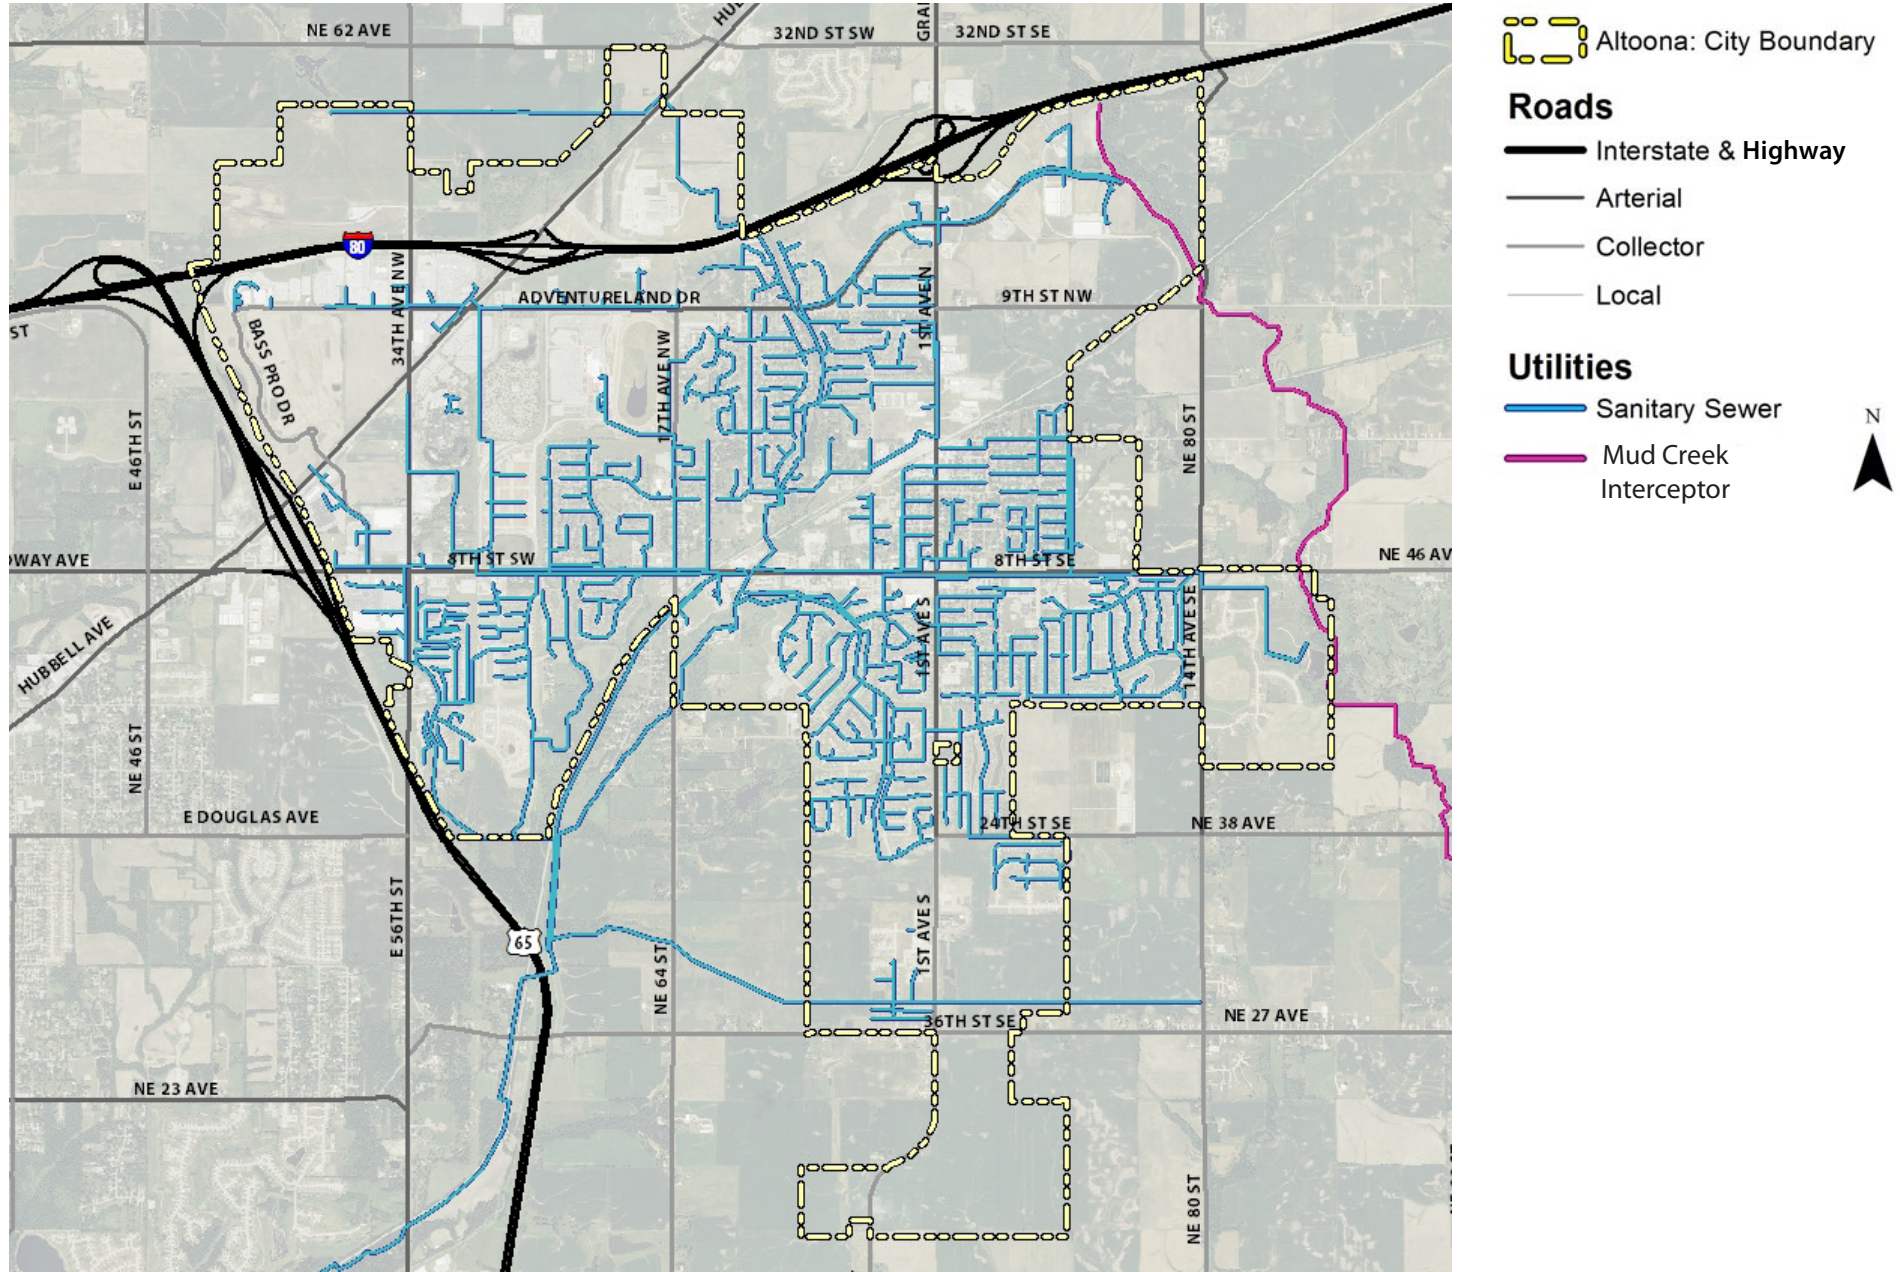 NE 62 AVE
32ND ST SW
32ND ST SE
80
34TH AVE NW
ADVENTURELAND DR
1ST AVE N
9TH ST NW
ST
BASS PRO DR
17TH AVE NW
E 46TH ST
NE 80 ST
8TH ST SW
8TH ST SE
NE 46 AV
WAY AVE
HUBBELL AVE
1ST AVE S
14TH AVE SE
NE 46 ST
E DOUGLAS AVE
24TH ST SE
NE 38 AVE
E 56TH ST
65
NE 64 ST
1ST AVE S
36TH ST SE
NE 27 AVE
NE 23 AVE
NE 80 ST
Altoona: City Boundary
Roads
Interstate & Highway
Arterial
Collector
Local
Utilities
Sanitary Sewer
Mud Creek
Interceptor
N